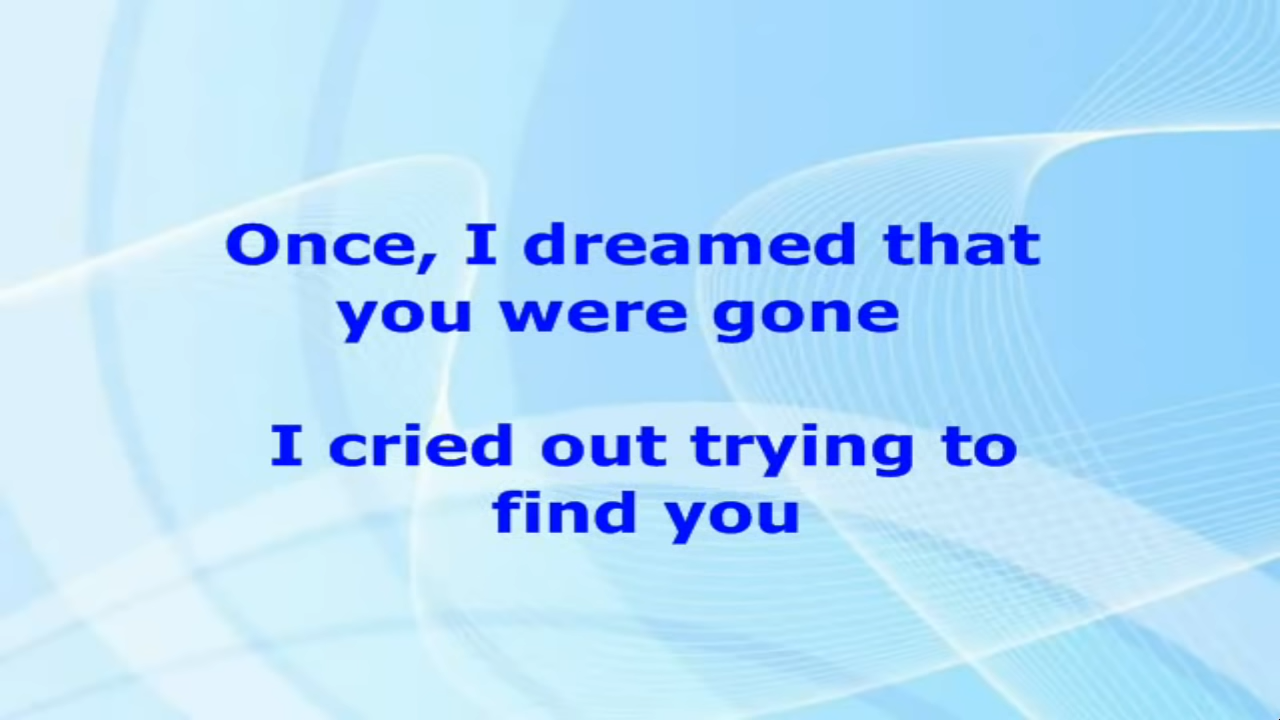 Once, I dreamed that
you were gone
I cried out trying to
find you